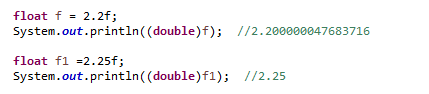 float f = 2.2f;
System.out.println((double)f);  //2.200000047683716
float f1 =2.25f;
System.out.println((double)f1);  //2.25